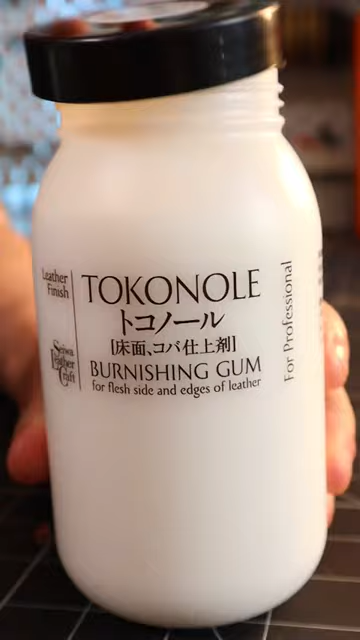 Leather
Finish
TOKONOLE
トコノール
[床面、コバ仕上剤]
BURNISHING GUM
for flesh side and edges of leather
Seiwa
Leather
Craft
For Professional